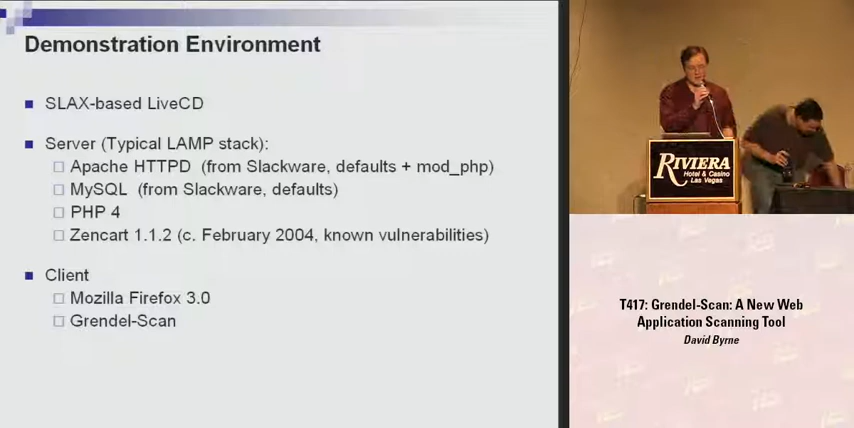 Demonstration Environment
SLAX-based LiveCD
Server (Typical LAMP stack):
Apache HTTPD (from Slackware, defaults + mod_php)
MySQL (from Slackware, defaults)
PHP 4
Zencart 1.1.2 (c. February 2004, known vulnerabilities)
Client
Mozilla Firefox 3.0
Grendel-Scan
RIVIERA
Hotel & Casino
Las Vegas
T417: Grendel-Scan: A New Web
Application Scanning Tool
David Byrne